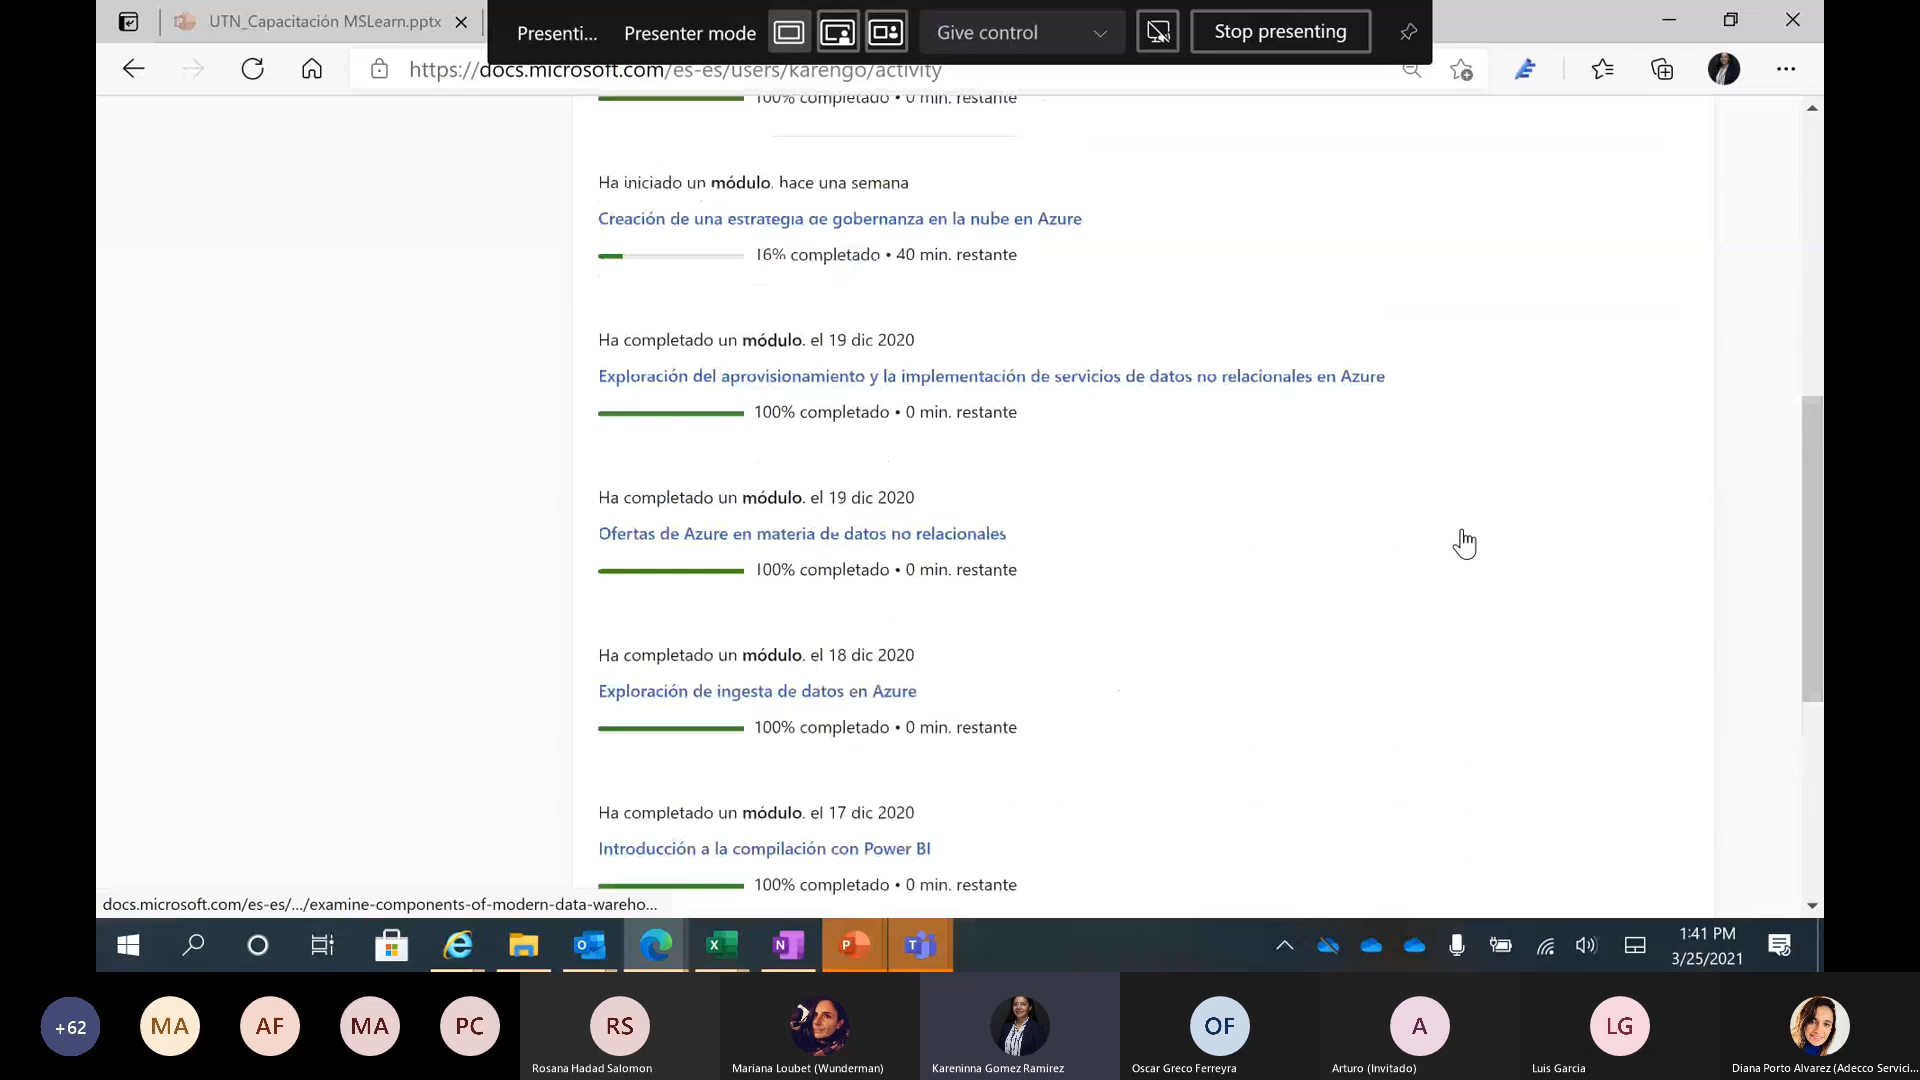 UTN_Capacitación MSLearn.pptx
Presenti...
Presenter mode
Give control
Stop presenting
https://docs.microsoft.com/es-es/users/karengo/activity
100% completado • 0 min. restante
Ha iniciado un módulo. hace una semana
Creación de una estrategia de gobernanza en la nube en Azure
16% completado • 40 min. restante
Ha completado un módulo. el 19 dic 2020
Exploración del aprovisionamiento y la implementación de servicios de datos no relacionales en Azure
100% completado • 0 min. restante
Ha completado un módulo. el 19 dic 2020
Ofertas de Azure en materia de datos no relacionales
100% completado • 0 min. restante
Ha completado un módulo. el 18 dic 2020
Exploración de ingesta de datos en Azure
100% completado • 0 min. restante
Ha completado un módulo. el 17 dic 2020
Introducción a la compilación con Power BI
100% completado • 0 min. restante
docs.microsoft.com/es-es/.../examine-components-of-modern-data-wareho...
1:41 PM
3/25/2021
+62
MA
AF
MA
PC
RS
OF
A
LG
Rosana Hadad Salomon
Mariana Loubet (Wunderman)
Kareninna Gomez Ramirez
Oscar Greco Ferreyra
Arturo (Invitado)
Luis Garcia
Diana Porto Alvarez (Adecco Servici...